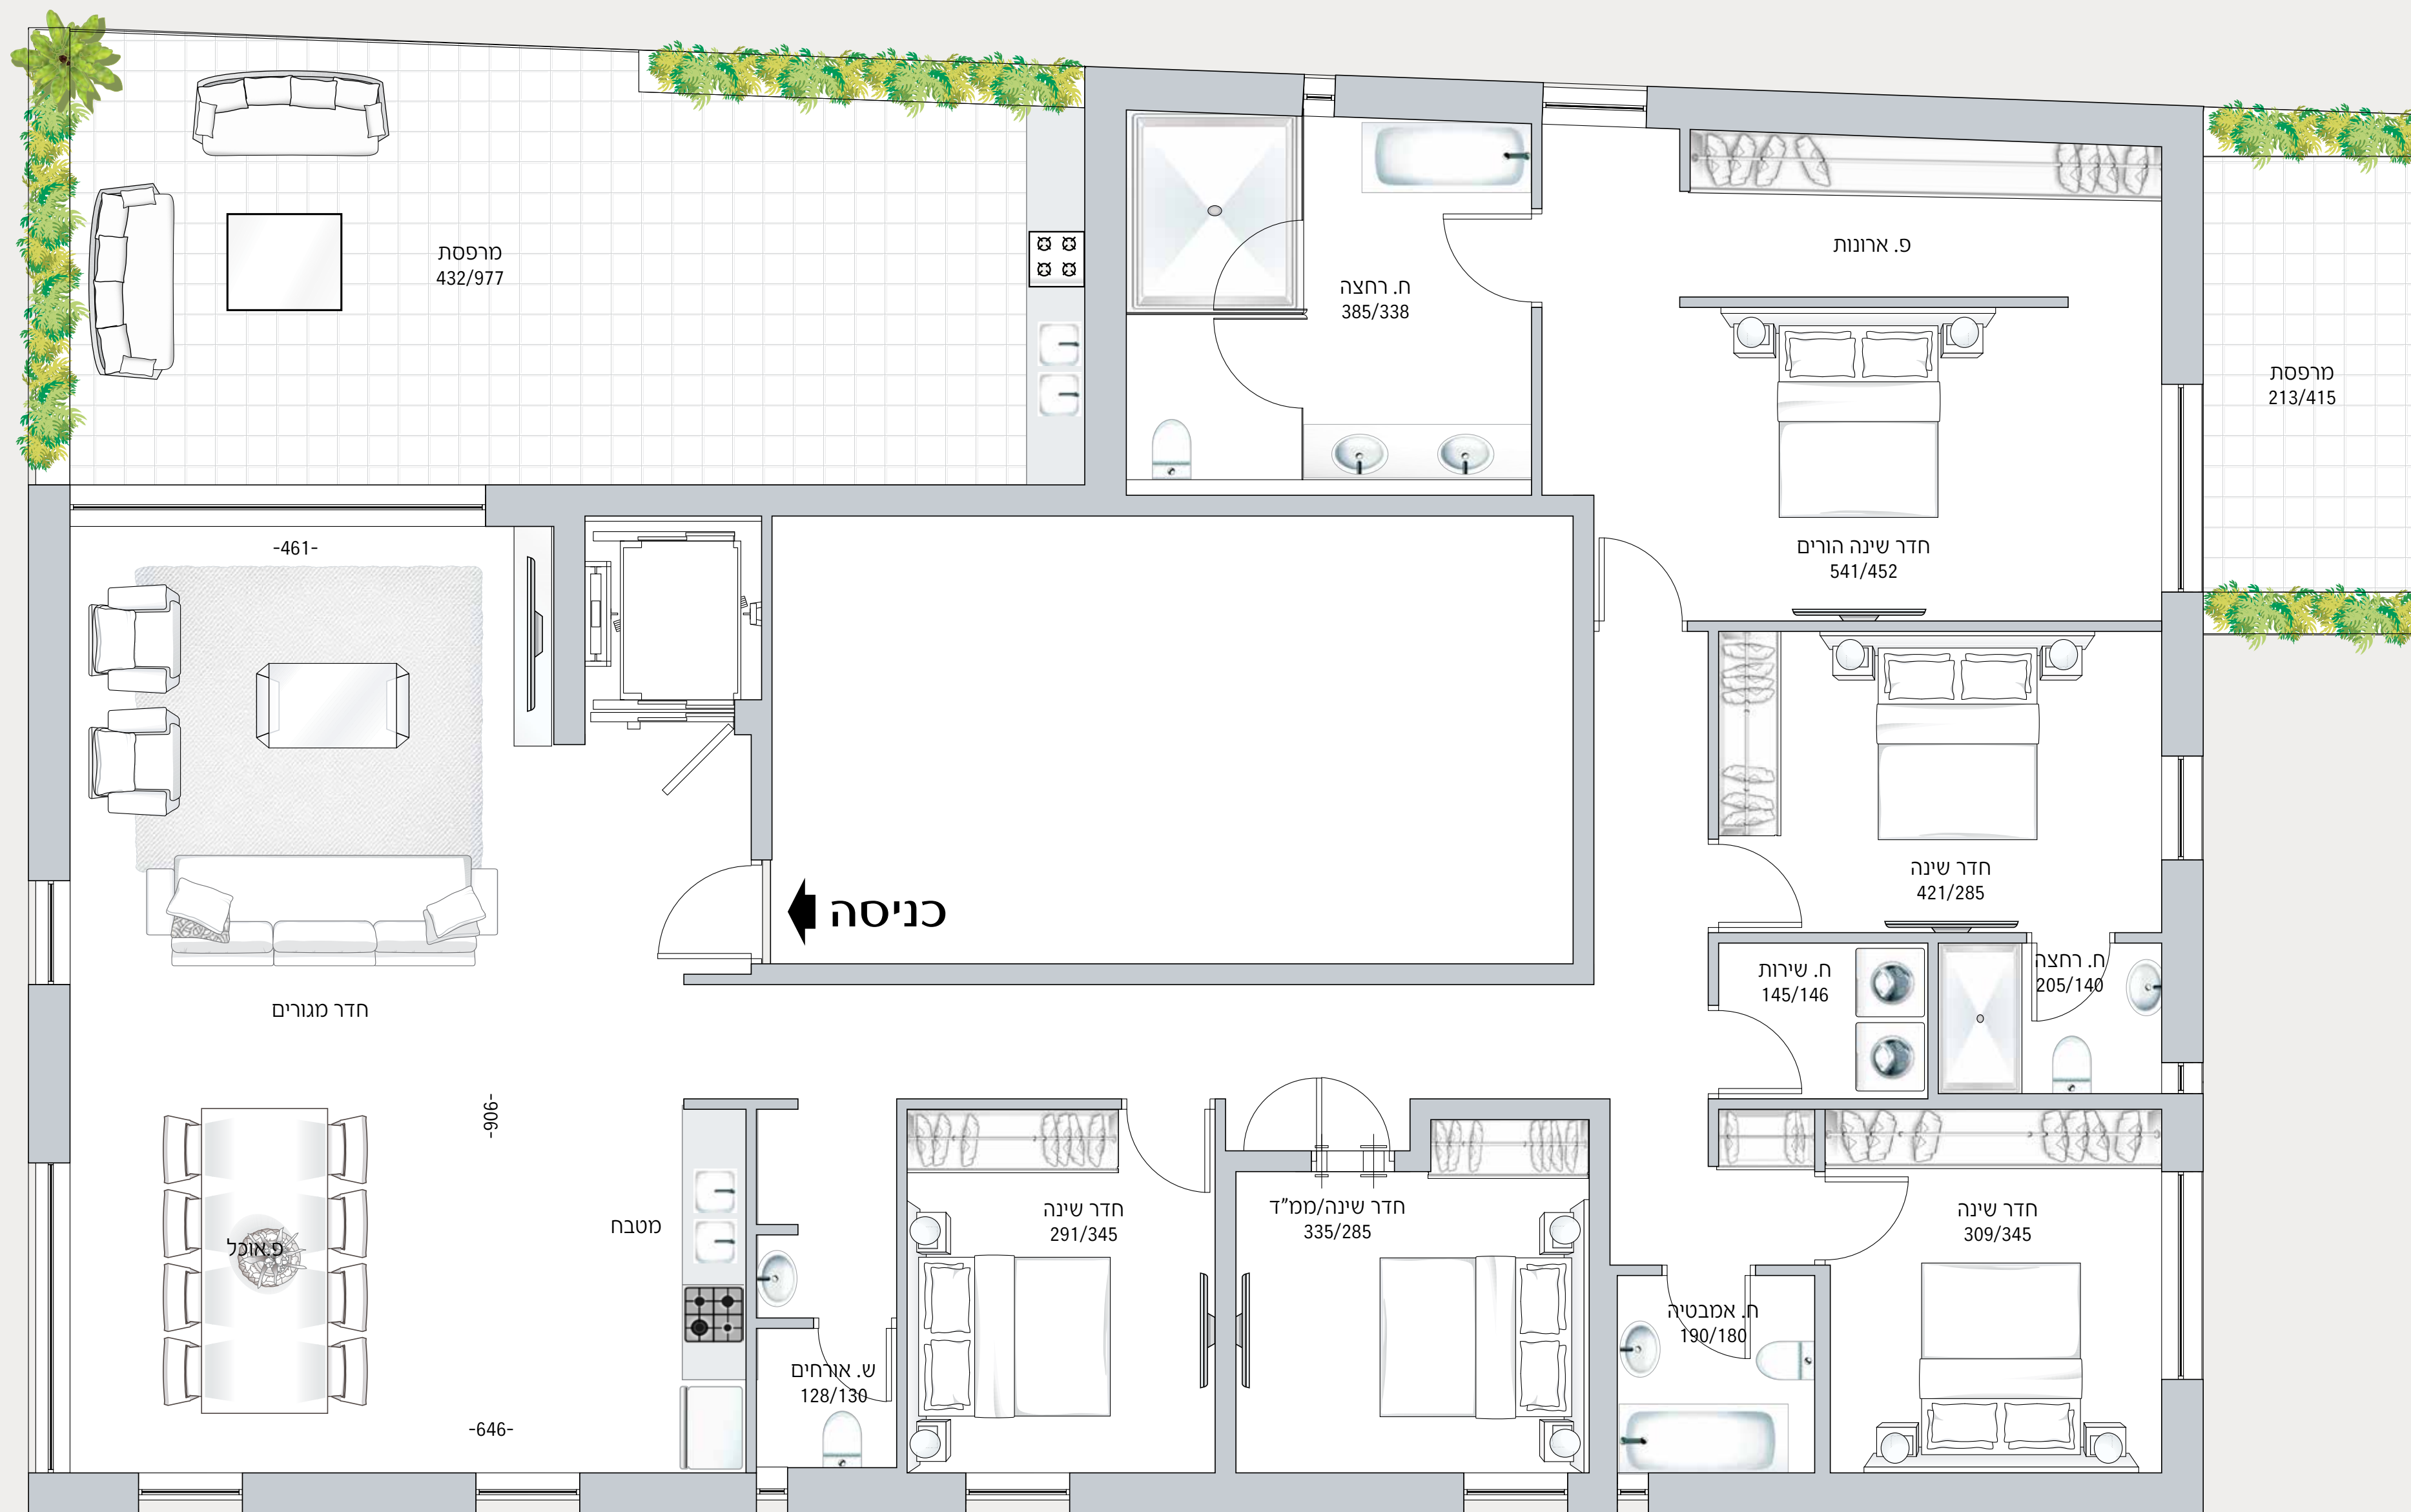 מרפסת
432/977
ח. רחצה
385/338
פ. ארונות
מרפסת
213/415
חדר שינה הורים
541/452
-461-
חדר שינה
421/285
כניסה
ח. שירות
145/146
ח. רחצה
205/140
חדר מגורים
-906-
מטבח
פ.אוכל
חדר שינה
291/345
חדר שינה/ממ"ד
335/285
חדר שינה
309/345
ח. אמבטיה
190/180
ש. אורחים
128/130
-646-